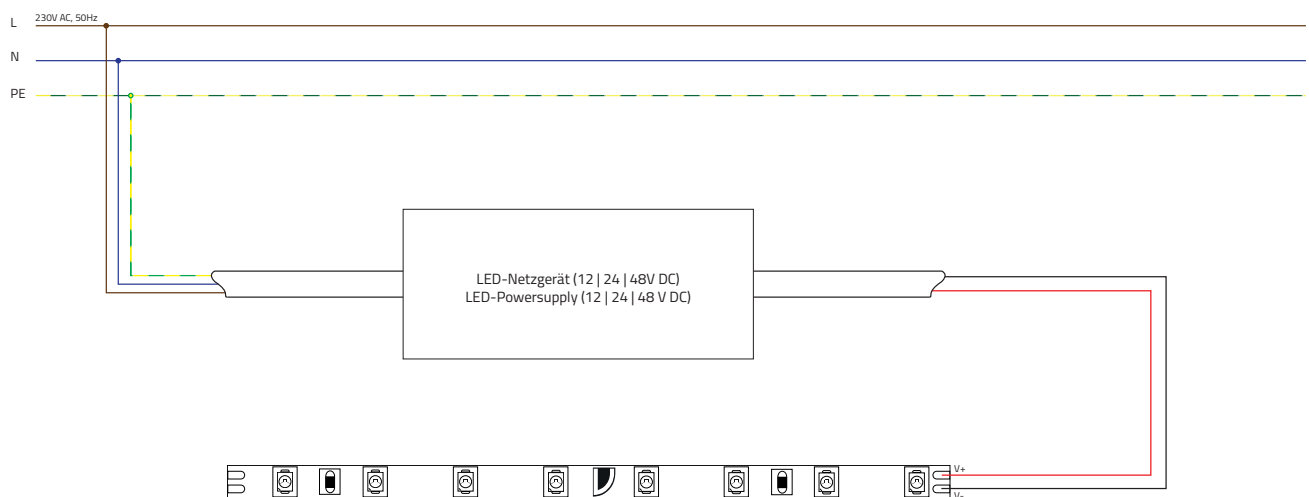 230V AC, 50Hz
L
N
PE
LED-Netzgerät (12 | 24 | 48V DC)
LED-Powersupply (12 | 24 | 48 V DC)
V+
V-